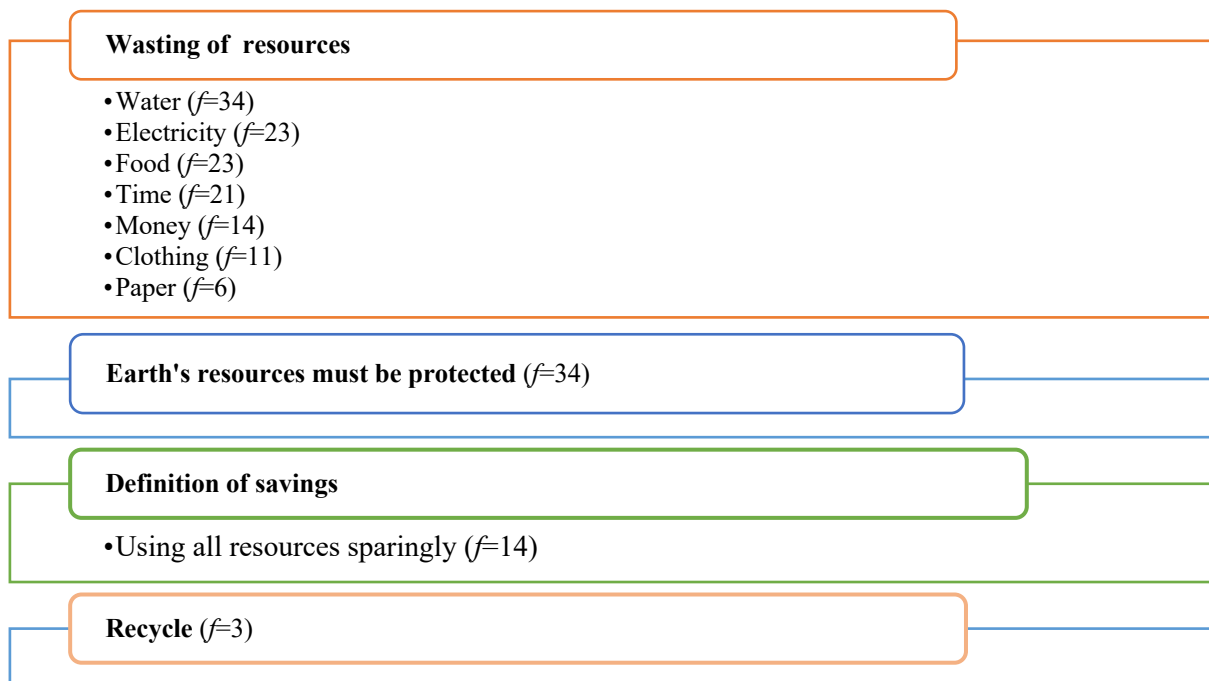 Wasting of  resources
•Water (f=34)
•Electricity (f=23)
•Food (f=23)
•Time (f=21)
•Money (f=14)
•Clothing (f=11)
•Paper (f=6)
Earth's resources must be protected (f=34)
Definition of savings
•Using all resources sparingly (f=14)
Recycle (f=3)